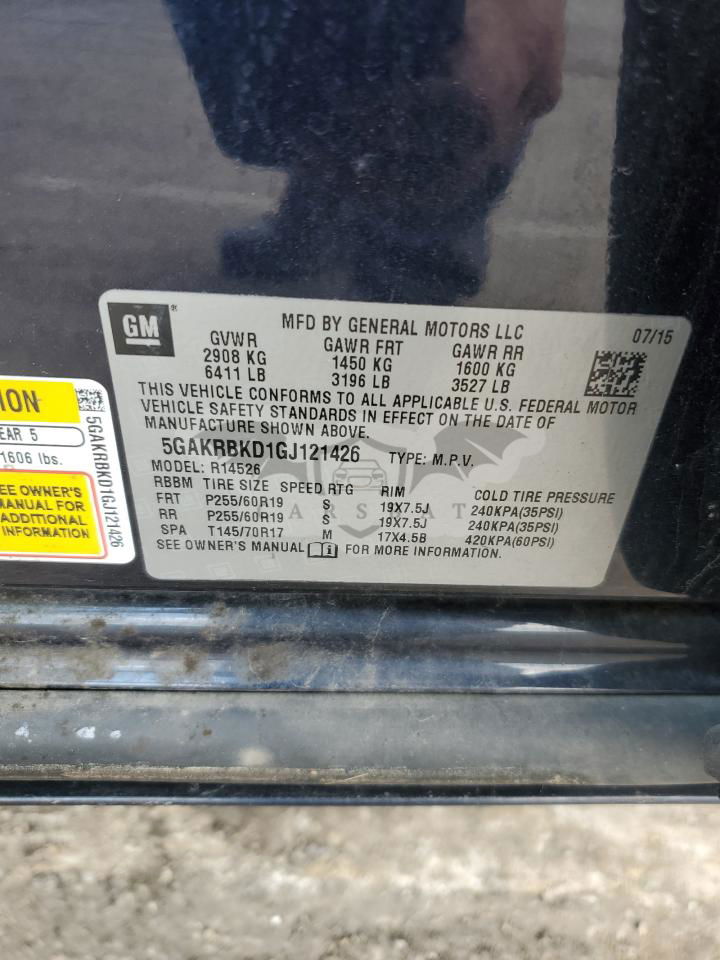 GM
®
MFD BY GENERAL MOTORS LLC
07/15
GVWR GAWR FRT GAWR RR
2908 KG 1450 KG 1600 KG
6411 LB 3196 LB 3527 LB
THIS VEHICLE CONFORMS TO ALL APPLICABLE U.S. FEDERAL MOTOR
VEHICLE SAFETY STANDARDS IN EFFECT ON THE DATE OF
MANUFACTURE SHOWN ABOVE.
5GAKRBKD1GJ121426 TYPE: M.P.V.
MODEL: R14526
RBBM TIRE SIZE SPEED RTG RIM COLD TIRE PRESSURE
FRT P255/60R19 S 19X7.5J 240KPA(35PSI)
RR P255/60R19 S 19X7.5J 240KPA(35PSI)
SPA T145/70R17 M 17X4.5B 420KPA(60PSI)
SEE OWNER'S MANUAL FOR MORE INFORMATION.
ION
EAR 5
1606 lbs.
EE OWNER'S
MANUAL FOR
ADDITIONAL
INFORMATION
5GAKRBKD1GJ121426